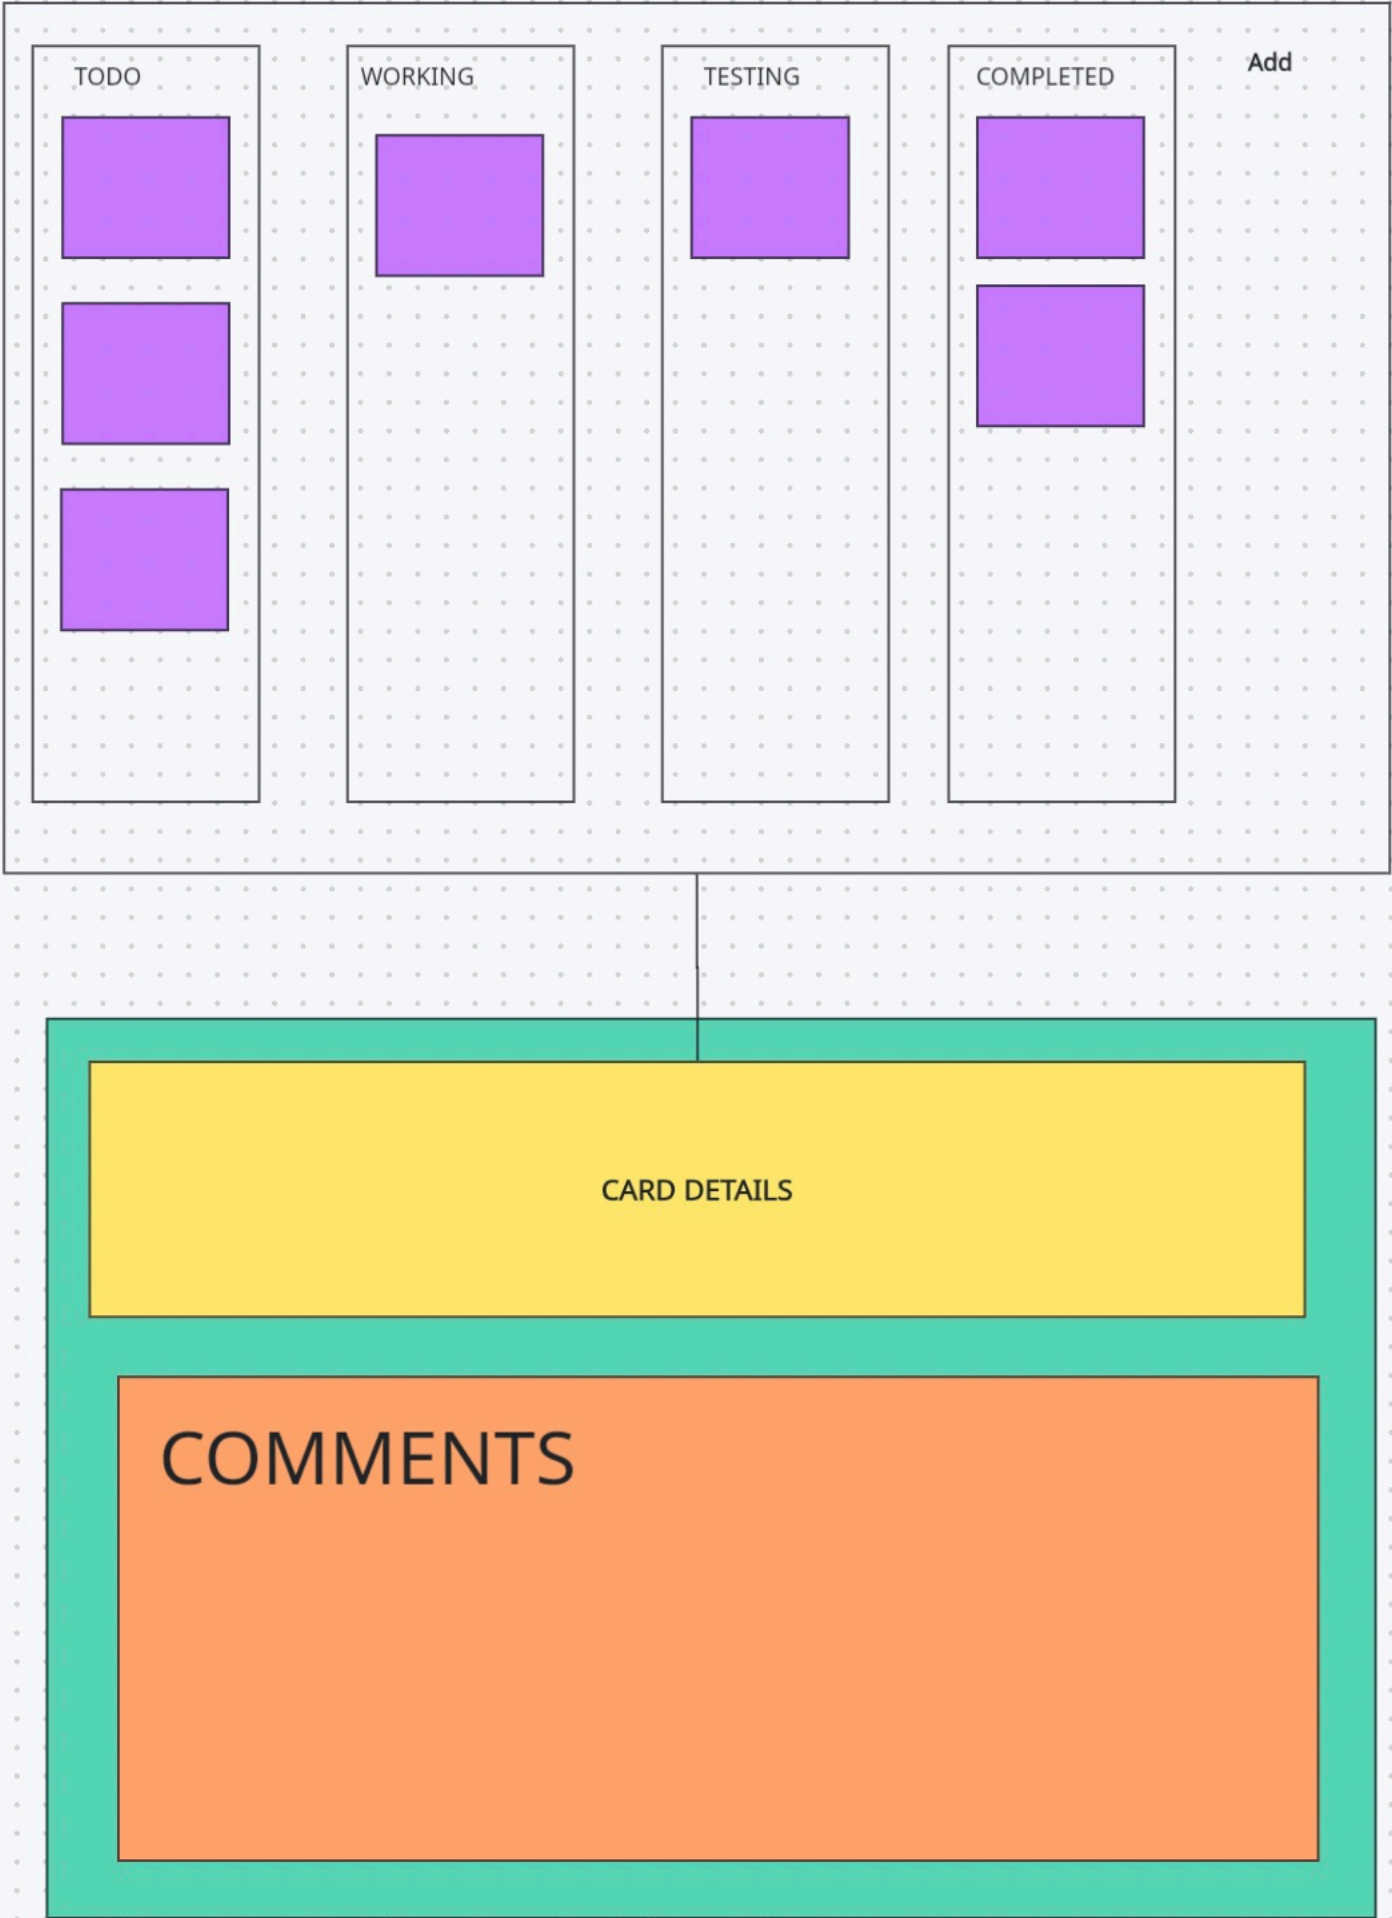 TODO
WORKING
TESTING
COMPLETED
Add
CARD DETAILS
COMMENTS